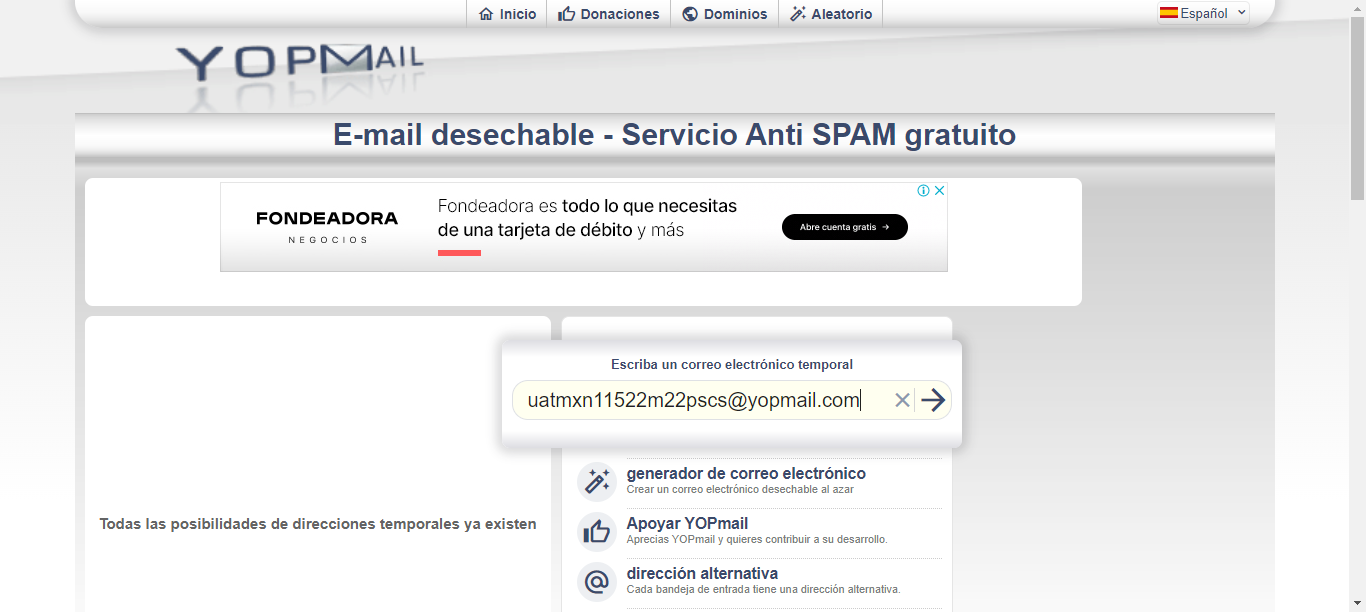 Inicio
Donaciones
Dominios
Aleatorio
Español
YOPMAIL
E-mail desechable - Servicio Anti SPAM gratuito
FONDEADORA
NEGOCIOS
Fondeadora es todo lo que necesitas
de una tarjeta de débito y más
Abre cuenta gratis →
Escriba un correo electrónico temporal
uatmxn11522m22pscs@yopmail.com
Todas las posibilidades de direcciones temporales ya existen
generador de correo electrónico
Crear un correo electrónico desechable al azar
Apoyar YOPmail
Aprecias YOPmail y quieres contribuir a su desarrollo.
dirección alternativa
Cada bandeja de entrada tiene una dirección alternativa.